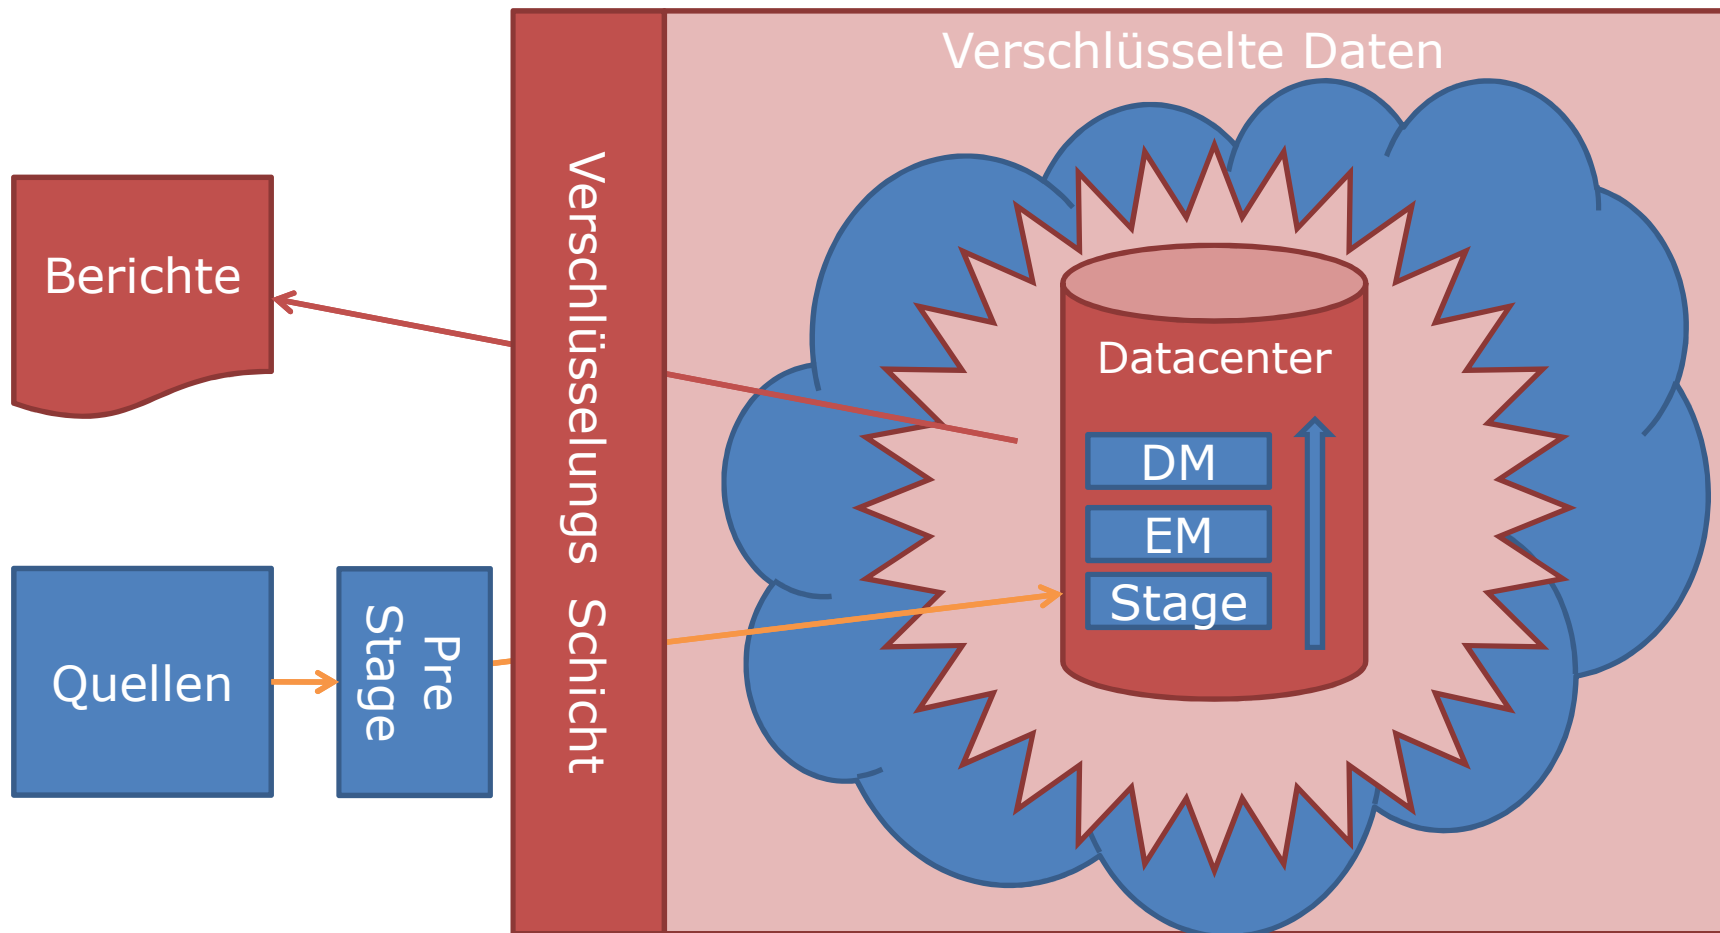 Verschlüsselte Daten
Verschlüsselungs Schicht
Berichte
Datacenter
DM
EM
Stage
Quellen
Pre
Stage